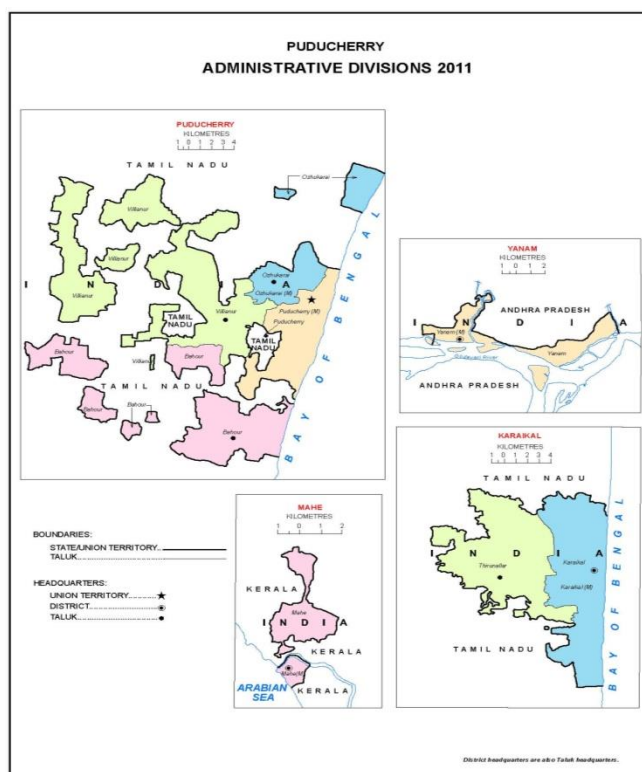 PUDUCHERRY
ADMINISTRATIVE DIVISIONS 2011
PUDUCHERRY
KILOMETRES
1 0 1 2 3 4
TAMIL NADU
Ozhukarai
Villianur
Villianur
Villianur
Ozhukarai
Ozhukarai (M)
I N D I A
Puducherry (M)
Puducherry
Villianur
TAMIL
NADU
TAMIL
NADU
Bahour
Villianur
Bahour
TAMIL NADU
Bahour
Bahour
Bahour
BAY OF BENGAL
YANAM
KILOMETRES
1 0 1 2 3 4
ANDHRA PRADESH
I N D I A
Yanam (M)
Yanam
ANDHRA PRADESH
KARAIKAL
KILOMETRES
1 0 1 2 3 4
TAMIL NADU
I N D I A
Thirunallar
Karaikal
Karaikal (M)
TAMIL NADU
BAY OF BENGAL
MAHE
KILOMETRES
1 0 1 2
KERALA
Mahe
I N D I A
KERALA
Mahe(M)
ARABIAN
SEA
KERALA
BOUNDARIES:
STATE/UNION TERRITORY
TALUK
HEADQUARTERS:
UNION TERRITORY
DISTRICT
TALUK
District headquarters are also Taluk headquarters.